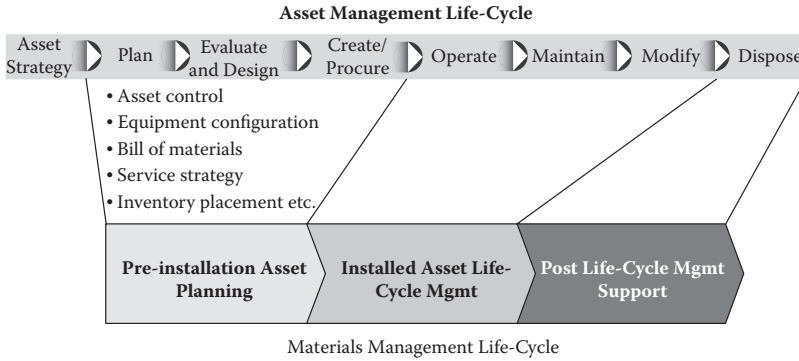 Asset Management Life-Cycle
Asset
Strategy
Plan
Evaluate
and Design
Create/
Procure
Operate
Maintain
Modify
Dispose
• Asset control
• Equipment configuration
• Bill of materials
• Service strategy
• Inventory placement etc.
Pre-installation Asset
Planning
Installed Asset Life-
Cycle Mgmt
Post Life-Cycle Mgmt
Support
Materials Management Life-Cycle